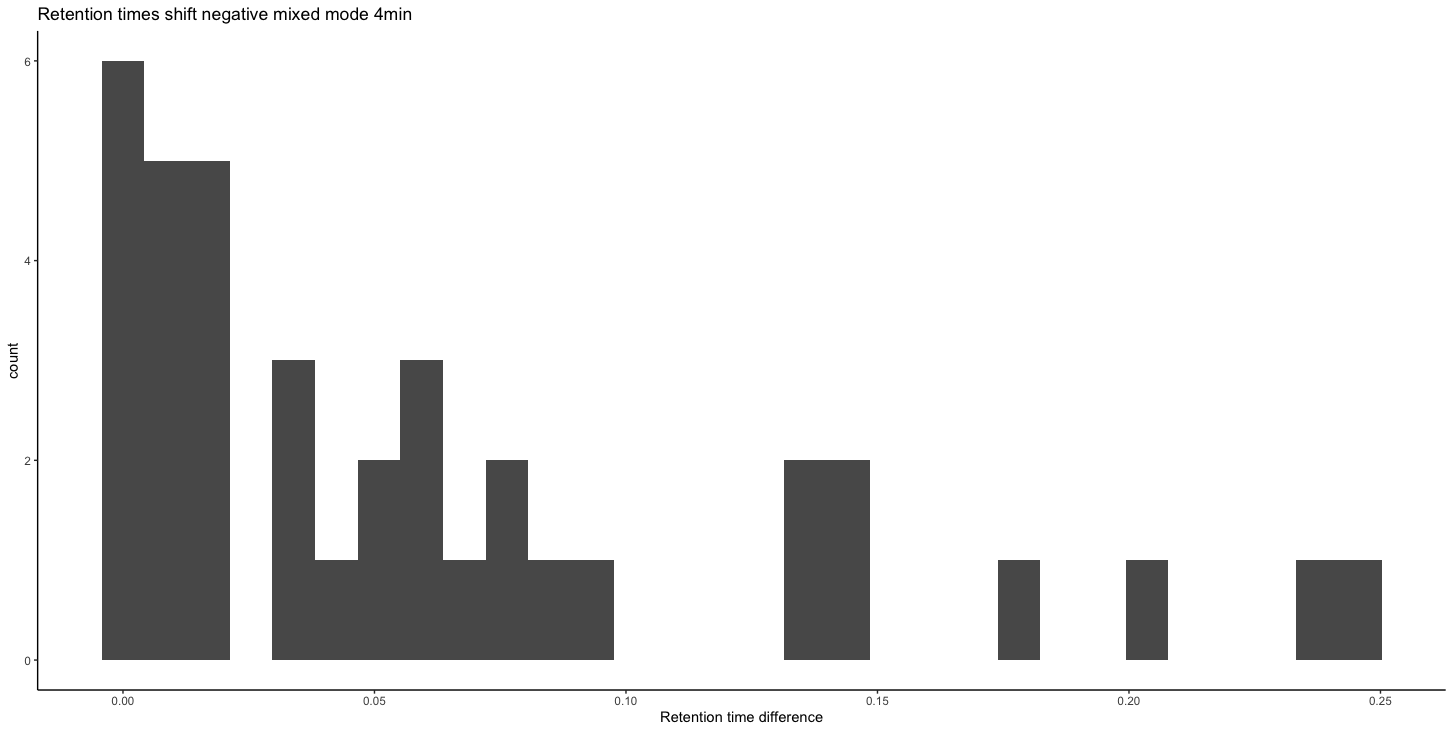 Retention times shift negative mixed mode 4min
6
4
2
0
count
0.00 0.05 0.10 0.15 0.20 0.25
Retention time difference